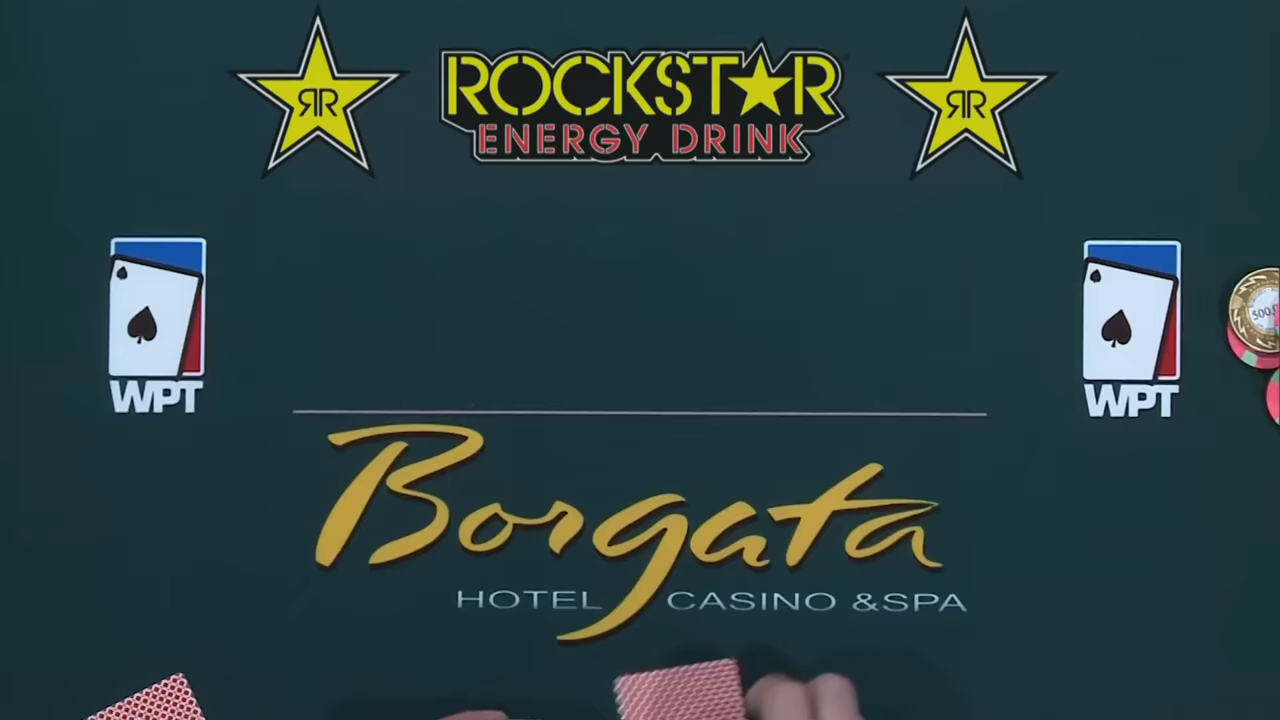 ROCKSTAR
ENERGY DRINK
WPT
WPT
Borgata
HOTEL CASINO &SPA